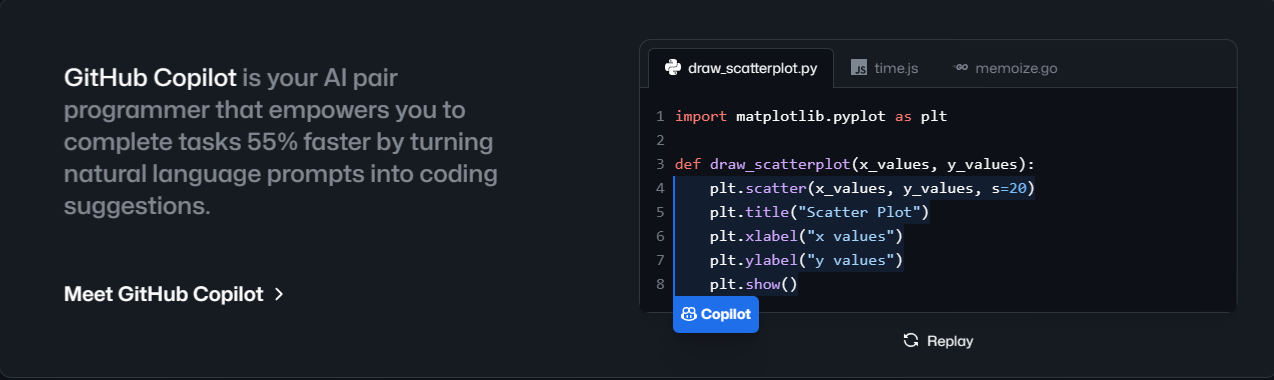 GitHub Copilot is your AI pair
programmer that empowers you to
complete tasks 55% faster by turning
natural language prompts into coding
suggestions.
Meet GitHub Copilot
draw_scatterplot.py
JS time.js
GO memoize.go
1 import matplotlib.pyplot as plt
2
3 def draw_scatterplot(x_values, y_values):
4     plt.scatter(x_values, y_values, s=20)
5     plt.title("Scatter Plot")
6     plt.xlabel("x values")
7     plt.ylabel("y values")
8     plt.show()
Copilot
Replay